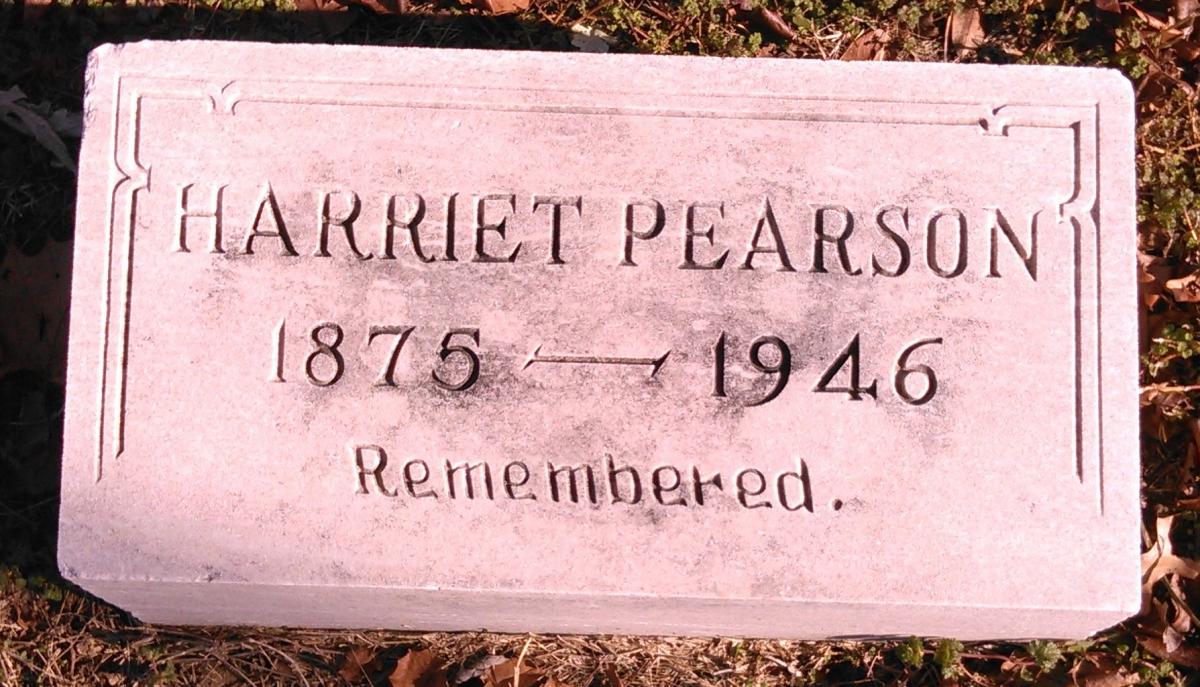 HARRIET PEARSON
1875 — 1946
Remembered.